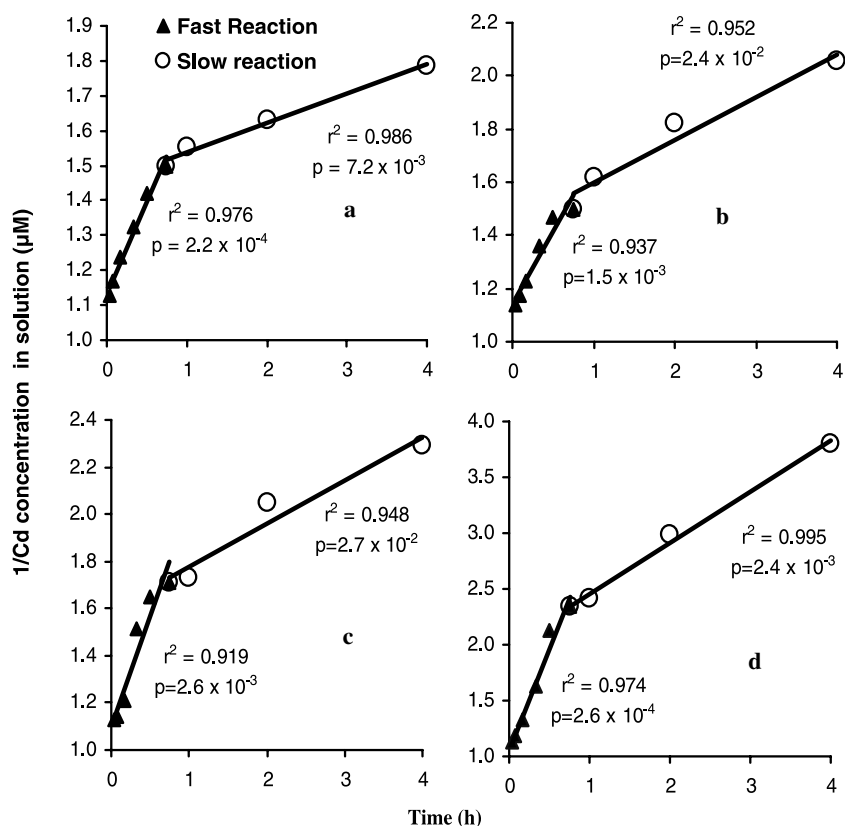 1/Cd concentration in solution (µM)
▲ Fast Reaction
○ Slow reaction
1.9
1.8
1.7
1.6
1.5
1.4
1.3
1.2
1.1
1.0
0 1 2 3 4
r² = 0.986
p = 7.2 x 10⁻³
r² = 0.976
p = 2.2 x 10⁻⁴
a
2.2
2.0
1.8
1.6
1.4
1.2
1.0
0 1 2 3 4
r² = 0.952
p=2.4 x 10⁻²
r² = 0.937
p=1.5 x 10⁻³
b
2.4
2.2
2.0
1.8
1.6
1.4
1.2
1.0
0 1 2 3 4
r² = 0.948
p=2.7 x 10⁻²
r² = 0.919
p=2.6 x 10⁻³
c
4.0
3.5
3.0
2.5
2.0
1.5
1.0
0 1 2 3 4
r² = 0.995
p=2.4 x 10⁻³
r² = 0.974
p=2.6 x 10⁻⁴
d
Time (h)